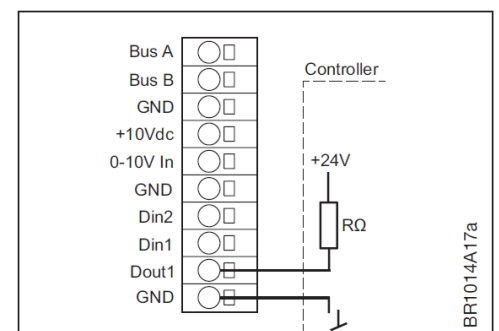 Bus A
Bus B
GND
+10Vdc
0-10V In
GND
Din2
Din1
Dout1
GND
Controller
+24V
RΩ
BR1014A17a